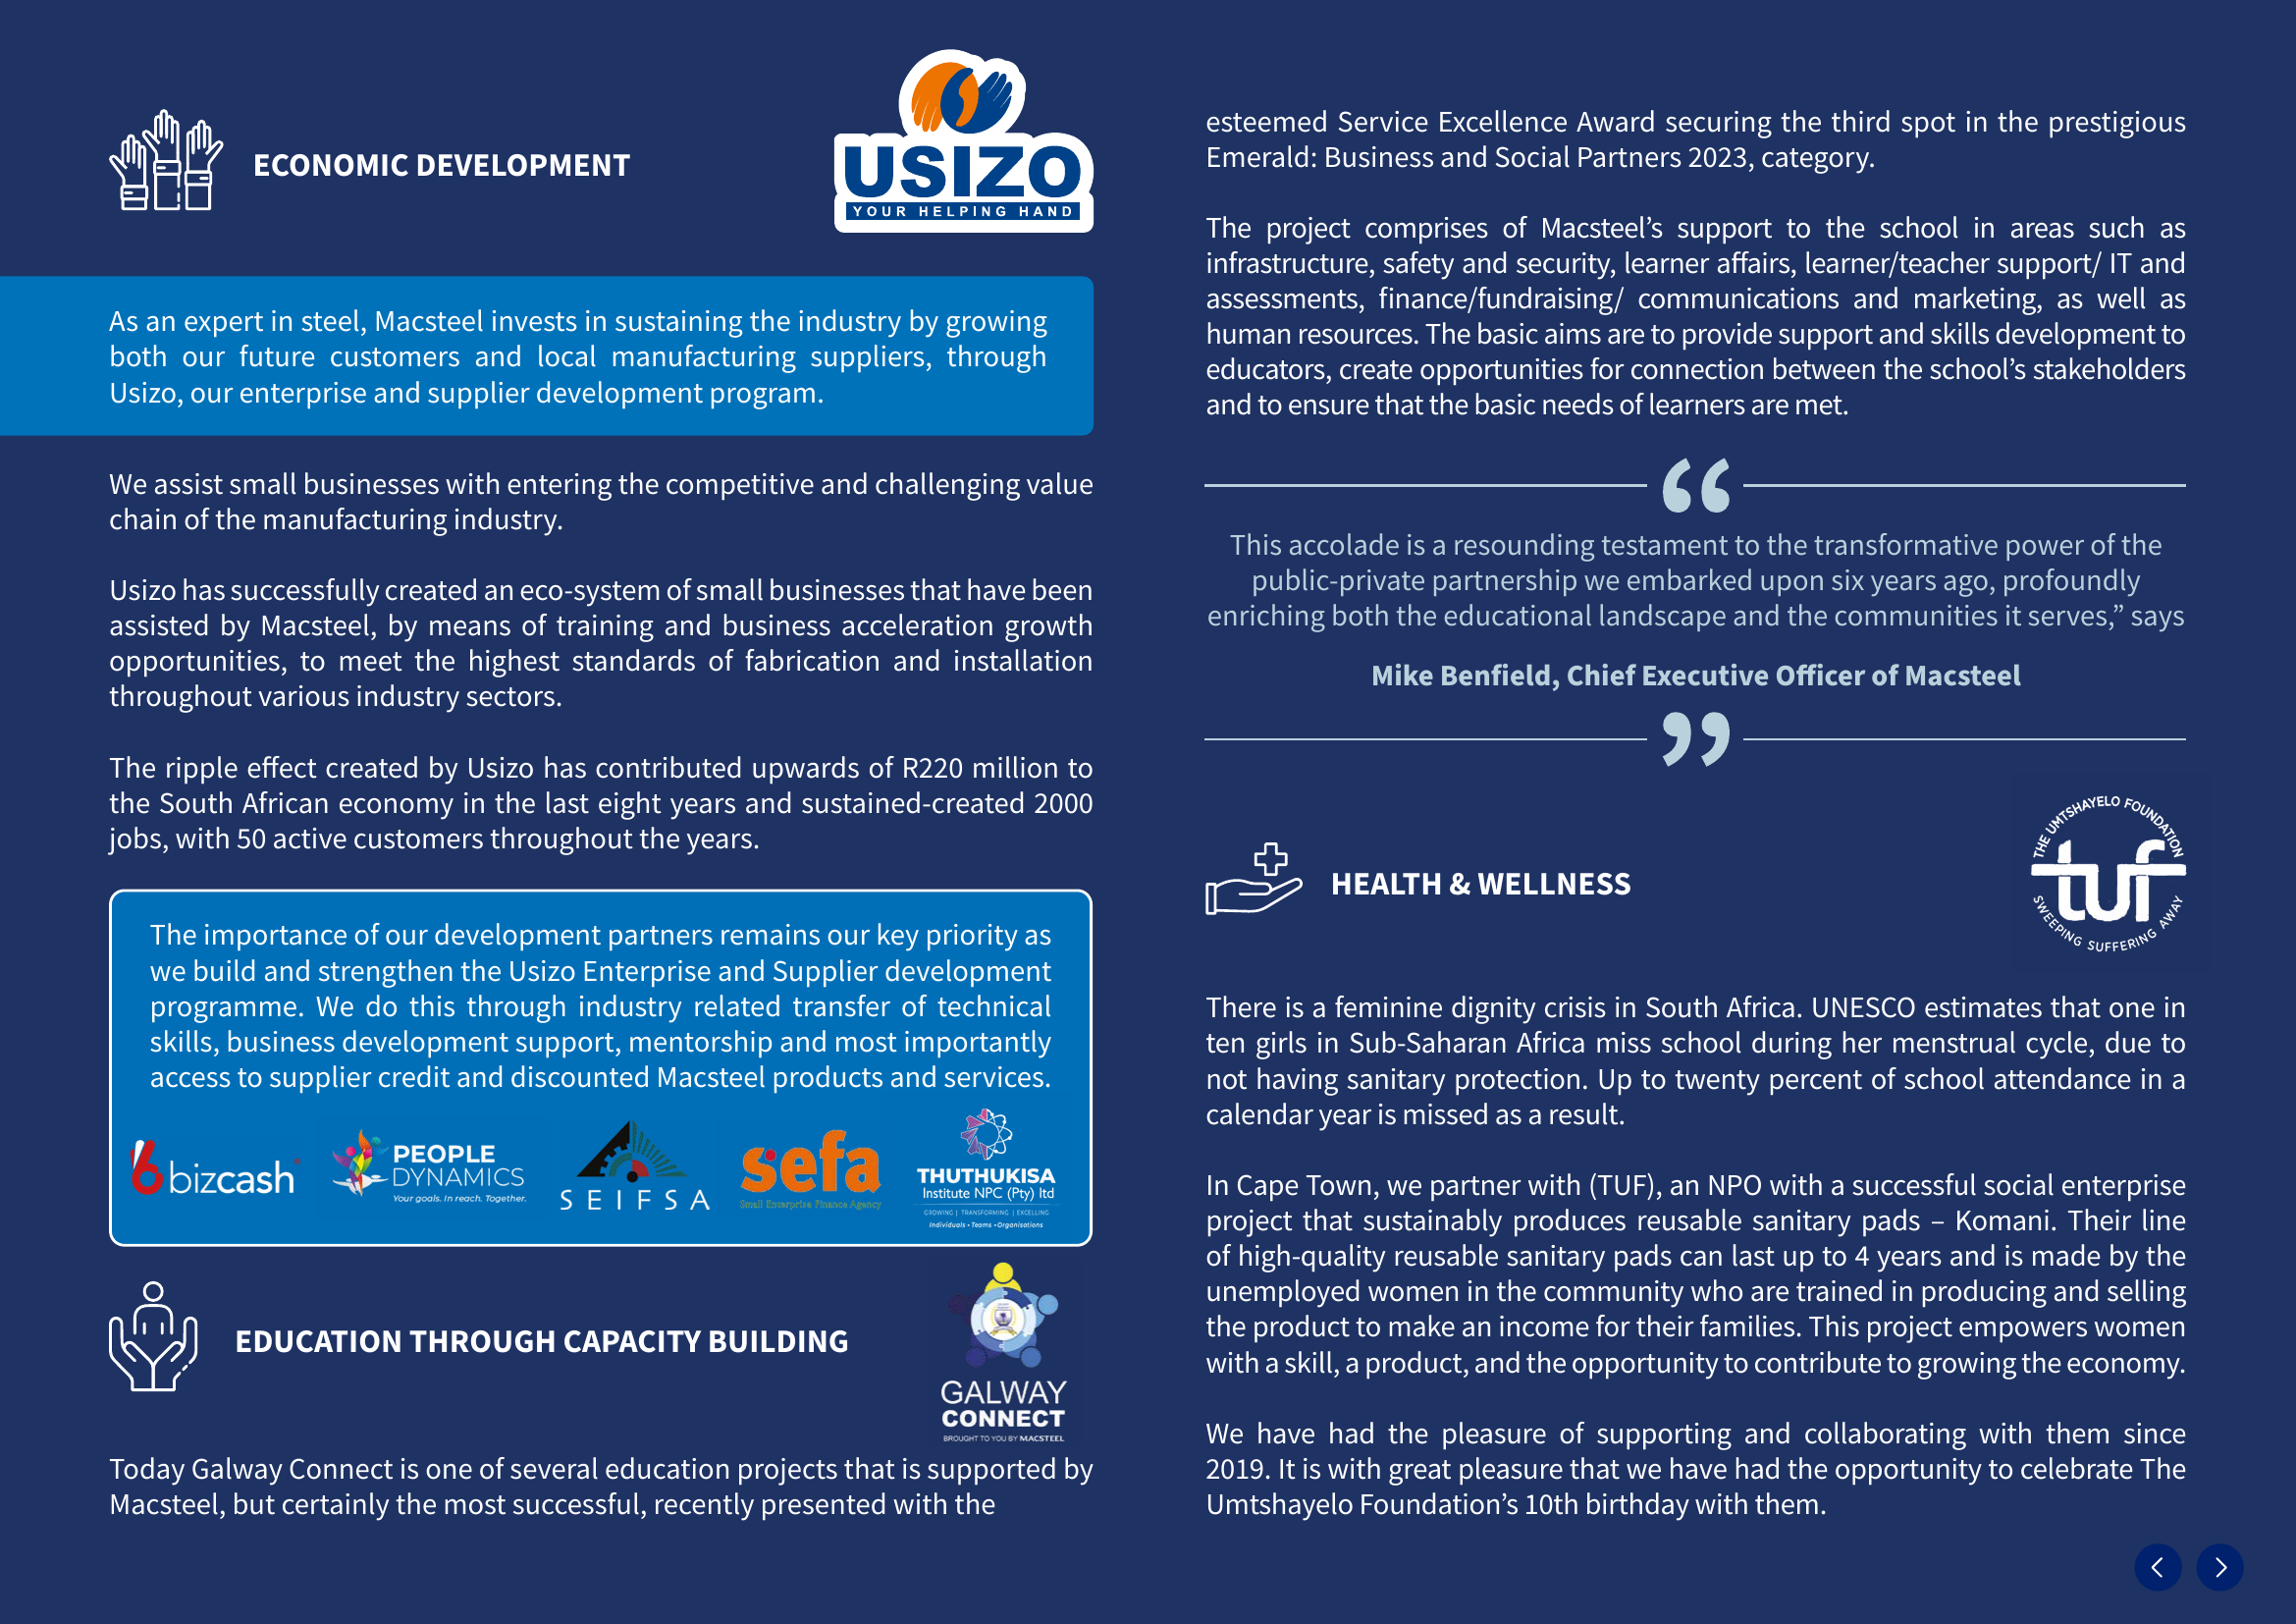 ECONOMIC DEVELOPMENT
USIZO
YOUR HELPING HAND
As an expert in steel, Macsteel invests in sustaining the industry by growing
both our future customers and local manufacturing suppliers, through
Usizo, our enterprise and supplier development program.
We assist small businesses with entering the competitive and challenging value
chain of the manufacturing industry.
Usizo has successfully created an eco-system of small businesses that have been
assisted by Macsteel, by means of training and business acceleration growth
opportunities, to meet the highest standards of fabrication and installation
throughout various industry sectors.
The ripple effect created by Usizo has contributed upwards of R220 million to
the South African economy in the last eight years and sustained-created 2000
jobs, with 50 active customers throughout the years.
The importance of our development partners remains our key priority as
we build and strengthen the Usizo Enterprise and Supplier development
programme. We do this through industry related transfer of technical
skills, business development support, mentorship and most importantly
access to supplier credit and discounted Macsteel products and services.
bizcash
PEOPLE
DYNAMICS
Your goals. In reach. Together.
SEIFSA
sefa
Small Enterprise Finance Agency
THUTHUKISA
Institute NPC (Pty) ltd
GROWING | TRANSFORMING | EXCELLING
Individuals • Teams • Organisations
EDUCATION THROUGH CAPACITY BUILDING
GALWAY
CONNECT
BROUGHT TO YOU BY MACSTEEL
Today Galway Connect is one of several education projects that is supported by
Macsteel, but certainly the most successful, recently presented with the
esteemed Service Excellence Award securing the third spot in the prestigious
Emerald: Business and Social Partners 2023, category.
The project comprises of Macsteel’s support to the school in areas such as
infrastructure, safety and security, learner affairs, learner/teacher support/ IT and
assessments, finance/fundraising/ communications and marketing, as well as
human resources. The basic aims are to provide support and skills development to
educators, create opportunities for connection between the school’s stakeholders
and to ensure that the basic needs of learners are met.
“
This accolade is a resounding testament to the transformative power of the
public-private partnership we embarked upon six years ago, profoundly
enriching both the educational landscape and the communities it serves,” says
Mike Benfield, Chief Executive Officer of Macsteel
”
HEALTH & WELLNESS
THE UMTSHAYELO FOUNDATION
tuf
SWEEPING SUFFERING AWAY
There is a feminine dignity crisis in South Africa. UNESCO estimates that one in
ten girls in Sub-Saharan Africa miss school during her menstrual cycle, due to
not having sanitary protection. Up to twenty percent of school attendance in a
calendar year is missed as a result.
In Cape Town, we partner with (TUF), an NPO with a successful social enterprise
project that sustainably produces reusable sanitary pads – Komani. Their line
of high-quality reusable sanitary pads can last up to 4 years and is made by the
unemployed women in the community who are trained in producing and selling
the product to make an income for their families. This project empowers women
with a skill, a product, and the opportunity to contribute to growing the economy.
We have had the pleasure of supporting and collaborating with them since
2019. It is with great pleasure that we have had the opportunity to celebrate The
Umtshayelo Foundation’s 10th birthday with them.